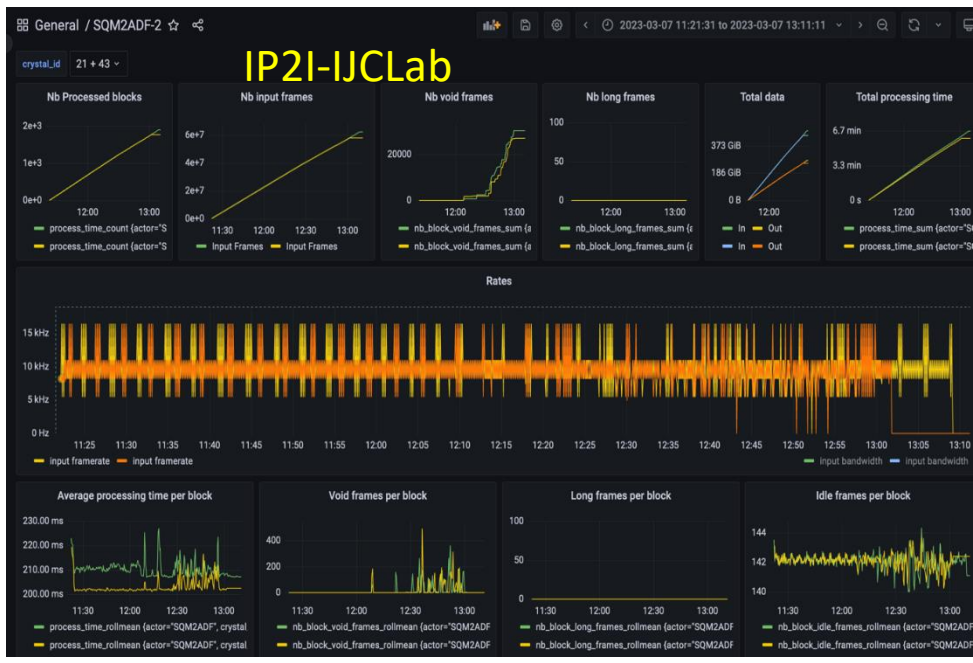 General / SQM2ADF-2
2023-03-07 11:21:31 to 2023-03-07 13:11:11
crystal_id 21 + 43
IP2I-IJCLab
Nb Processed blocks
2e+3
1e+3
0e+0
12:00 13:00
process_time_count {actor="S
process_time_count {actor="S
Nb input frames
6e+7
4e+7
2e+7
0e+0
11:30 12:00 12:30 13:00
Input Frames Input Frames
Nb void frames
20000
0
12:00 13:00
nb_block_void_frames_sum {a
nb_block_void_frames_sum {a
Nb long frames
100
50
0
12:00 13:00
nb_block_long_frames_sum {a
nb_block_long_frames_sum {a
Total data
373 GiB
186 GiB
0 B
12:00
In Out
In Out
Total processing time
6.7 min
3.3 min
0 s
12:00 13:00
process_time_sum {actor="SQ
process_time_sum {actor="SQ
Rates
15 kHz
10 kHz
5 kHz
0 Hz
11:25 11:30 11:35 11:40 11:45 11:50 11:55 12:00 12:05 12:10 12:15 12:20 12:25 12:30 12:35 12:40 12:45 12:50 12:55 13:00 13:05 13:10
input framerate input framerate input bandwidth input bandwidth
Average processing time per block
230.00 ms
220.00 ms
210.00 ms
200.00 ms
11:30 12:00 12:30 13:00
process_time_rollmean {actor="SQM2ADF", crystal
process_time_rollmean {actor="SQM2ADF", crystal
Void frames per block
400
200
0
11:30 12:00 12:30 13:00
nb_block_void_frames_rollmean {actor="SQM2ADF
nb_block_void_frames_rollmean {actor="SQM2ADF
Long frames per block
100
50
0
11:30 12:00 12:30 13:00
nb_block_long_frames_rollmean {actor="SQM2ADF
nb_block_long_frames_rollmean {actor="SQM2ADF
Idle frames per block
144
142
140
11:30 12:00 12:30 13:00
nb_block_idle_frames_rollmean {actor="SQM2ADF
nb_block_idle_frames_rollmean {actor="SQM2ADF